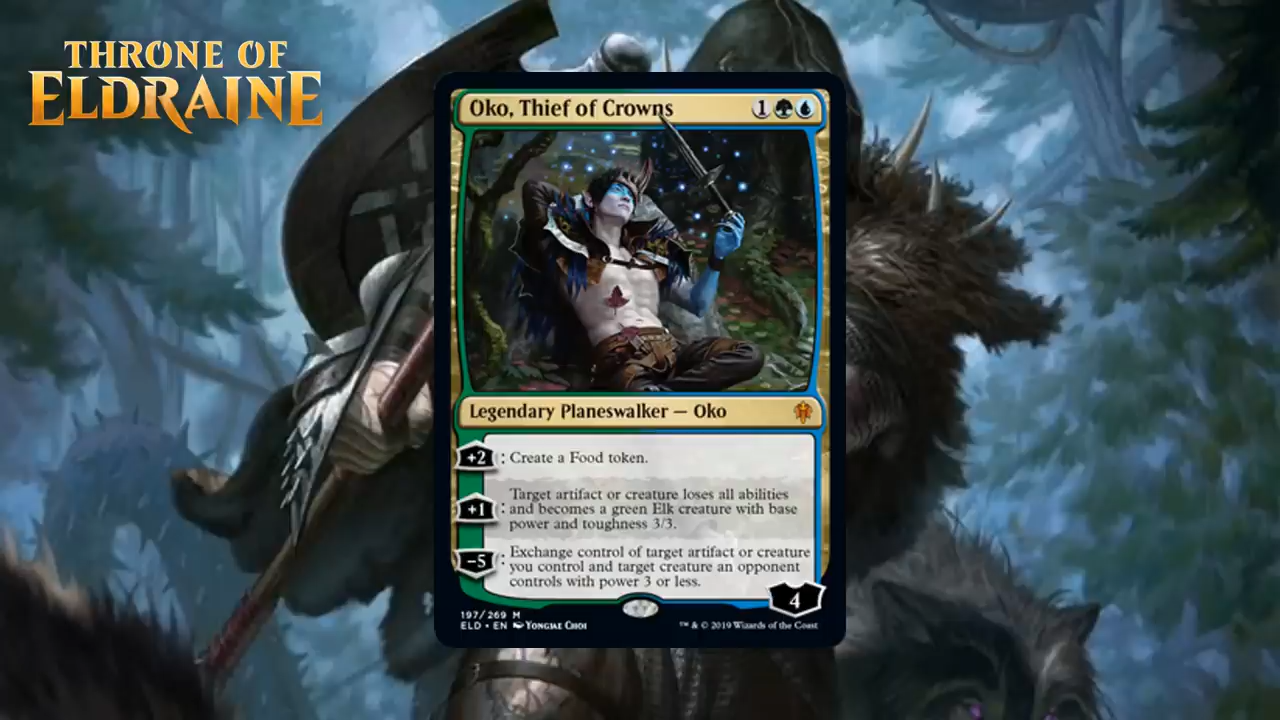 THRONE OF
ELDRAINE
Oko, Thief of Crowns 1
Legendary Planeswalker — Oko
+2 : Create a Food token.
Target artifact or creature loses all abilities
+1 : and becomes a green Elk creature with base
power and toughness 3/3.
Exchange control of target artifact or creature
-5 : you control and target creature an opponent
controls with power 3 or less.
4
197/269 M
ELD • EN YONGJAE CHOI
™ & © 2019 Wizards of the Coast